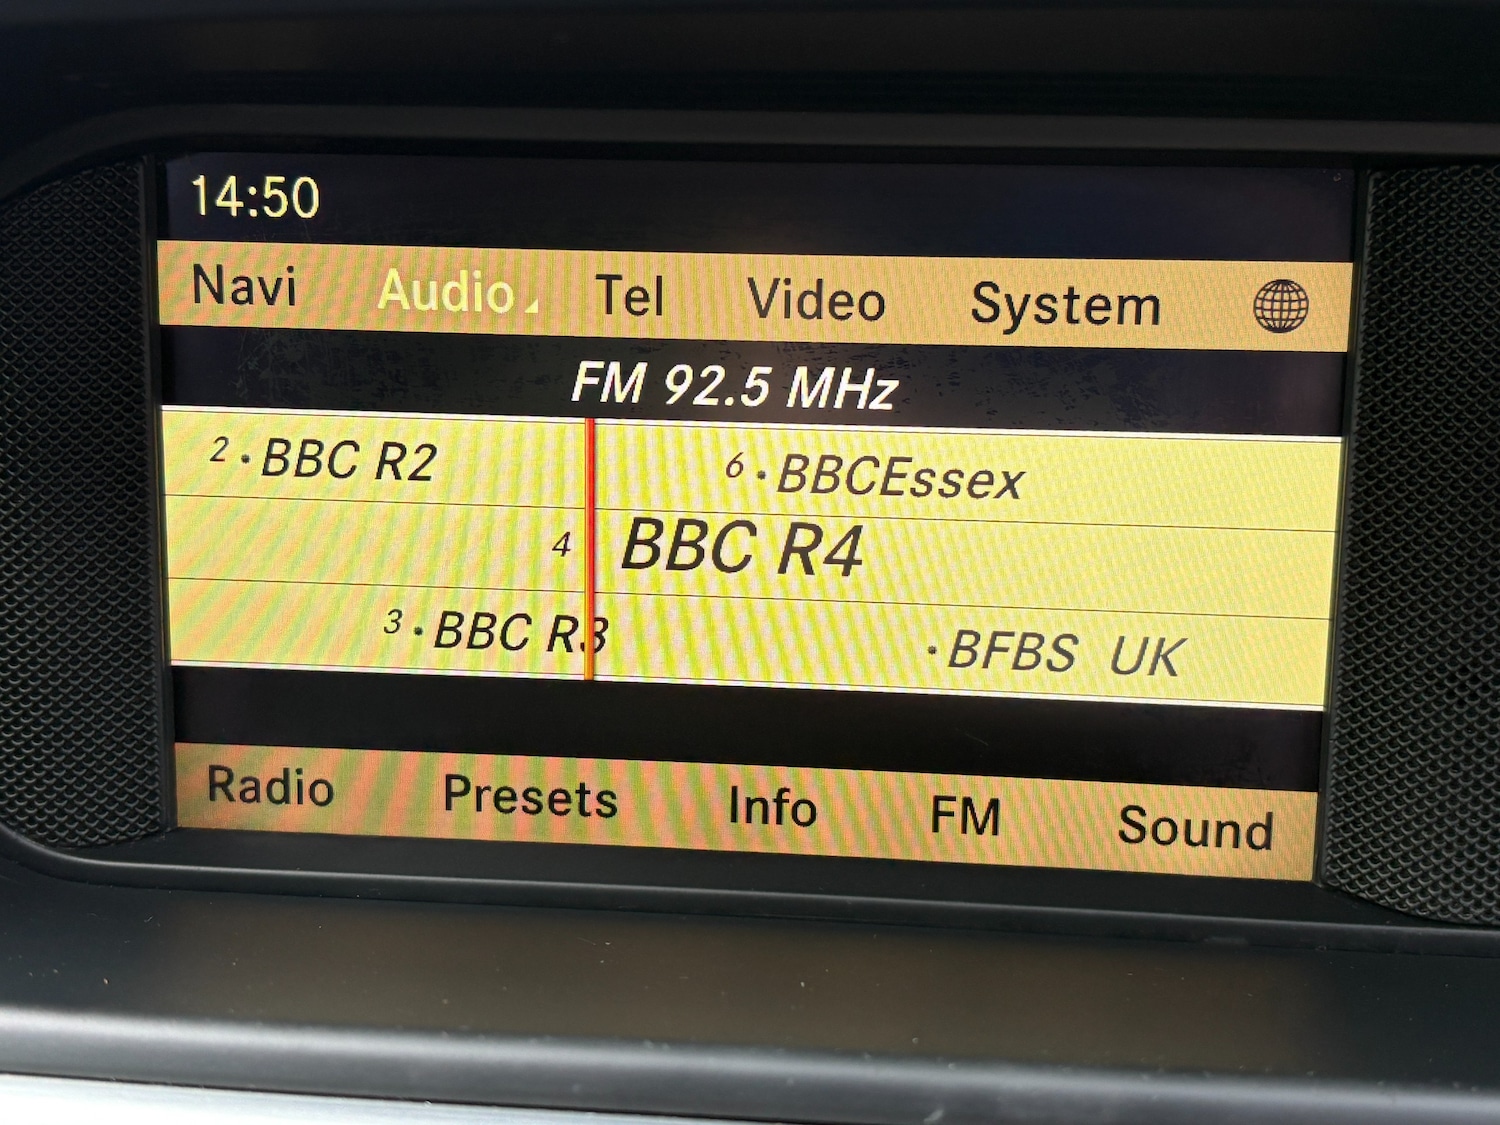 14:50
Navi Audio Tel Video System
FM 92.5 MHz
2 · BBC R2 6 · BBCEssex
4 BBC R4
3 · BBC R3 · BFBS UK
Radio Presets Info FM Sound